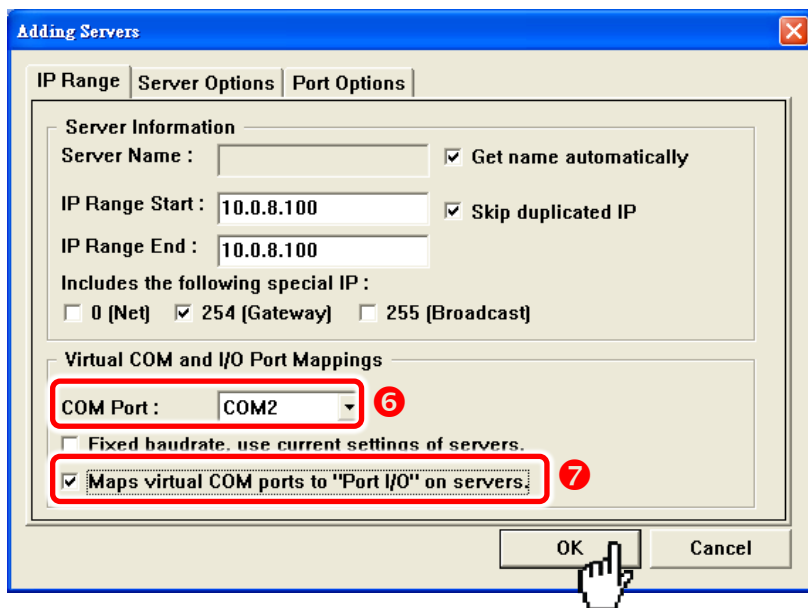 Adding Servers
IP Range Server Options Port Options
Server Information
Server Name : Get name automatically
IP Range Start : 10.0.8.100 Skip duplicated IP
IP Range End : 10.0.8.100
Includes the following special IP :
0 (Net) 254 (Gateway) 255 (Broadcast)
Virtual COM and I/O Port Mappings
COM Port : COM2 6
Fixed baudrate, use current settings of servers.
Maps virtual COM ports to "Port I/O" on servers. 7
OK Cancel